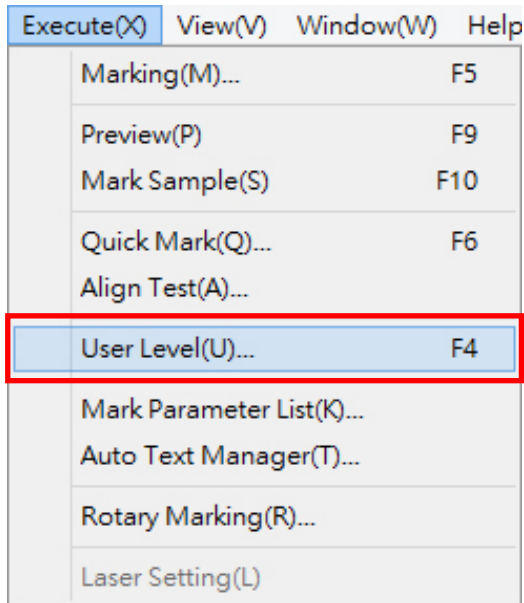 Execute(X) View(V) Window(W) Help
Marking(M)... F5
Preview(P) F9
Mark Sample(S) F10
Quick Mark(Q)... F6
Align Test(A)...
User Level(U)... F4
Mark Parameter List(K)...
Auto Text Manager(T)...
Rotary Marking(R)...
Laser Setting(L)